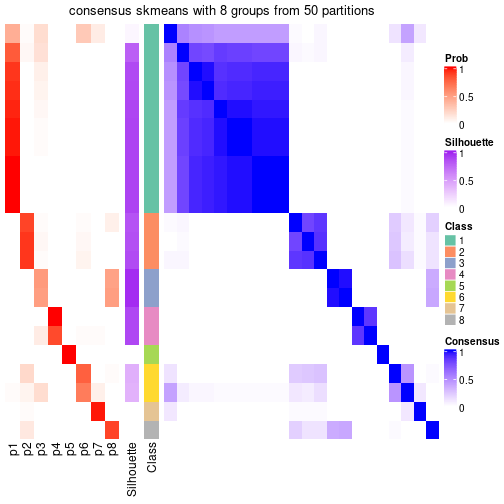 consensus skmeans with 8 groups from 50 partitions
Prob
1
0.5
0
Silhouette
1
0.5
0
Class
1
2
3
4
5
6
7
8
Consensus
1
0.5
0
p1
p2
p3
p4
p5
p6
p7
p8
Silhouette
Class